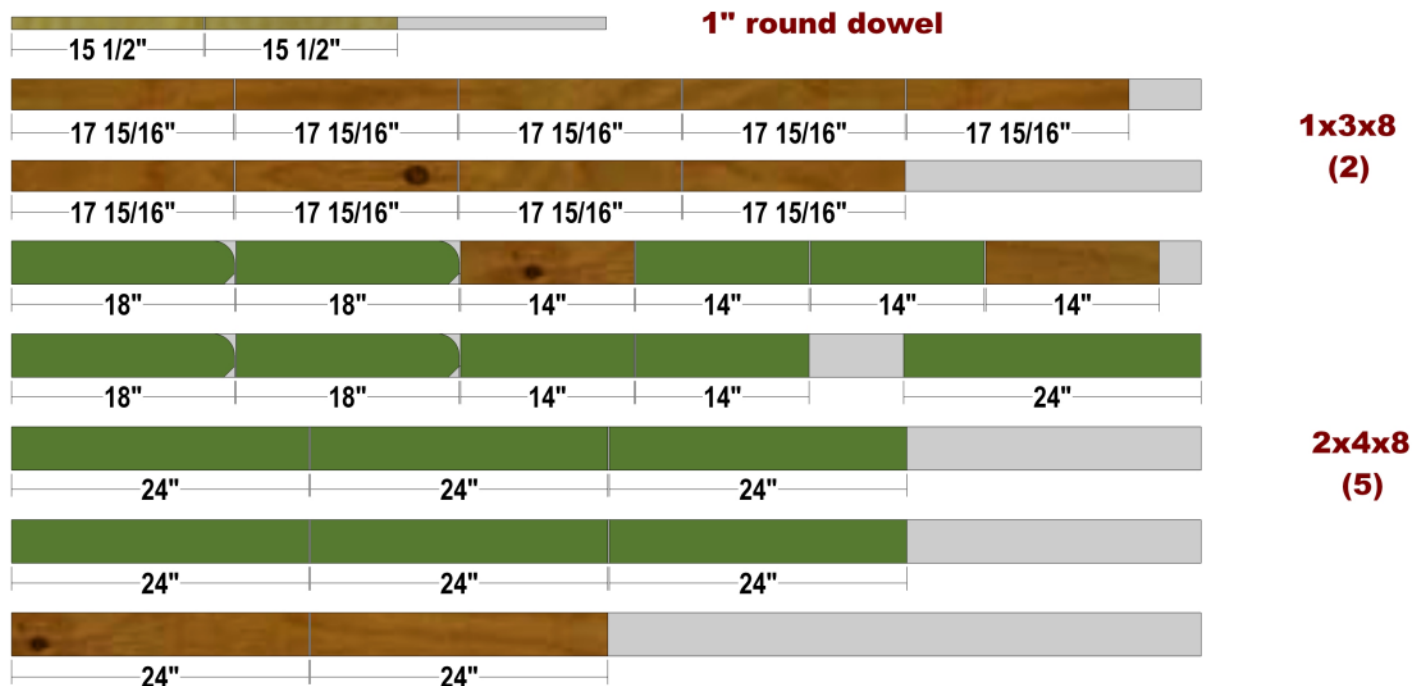 1" round dowel
15 1/2" 15 1/2"
17 15/16" 17 15/16" 17 15/16" 17 15/16" 17 15/16"
1x3x8
(2)
17 15/16" 17 15/16" 17 15/16" 17 15/16"
18" 18" 14" 14" 14" 14"
18" 18" 14" 14" 24"
2x4x8
(5)
24" 24" 24"
24" 24" 24"
24" 24"